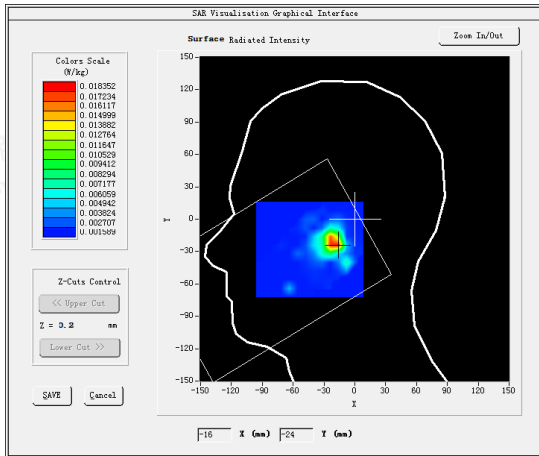 SAR Visualisation Graphical Interface
Surface Radiated Intensity
Zoom In/Out
Colors Scale
(W/kg)
0.018352
0.017234
0.016117
0.014999
0.013882
0.012764
0.011647
0.010529
0.009412
0.008294
0.007177
0.006059
0.004942
0.003824
0.002707
0.001589
150
120
90
60
30
0
-30
-60
-90
-120
-150
Y
-150 -120 -90 -60 -30 0 30 60 90 120 150
X
Z-Cuts Control
<< Upper Cut
Z = 0.2 mm
Lower Cut >>
SAVE Cancel
-16 X (mm) -24 Y (mm)